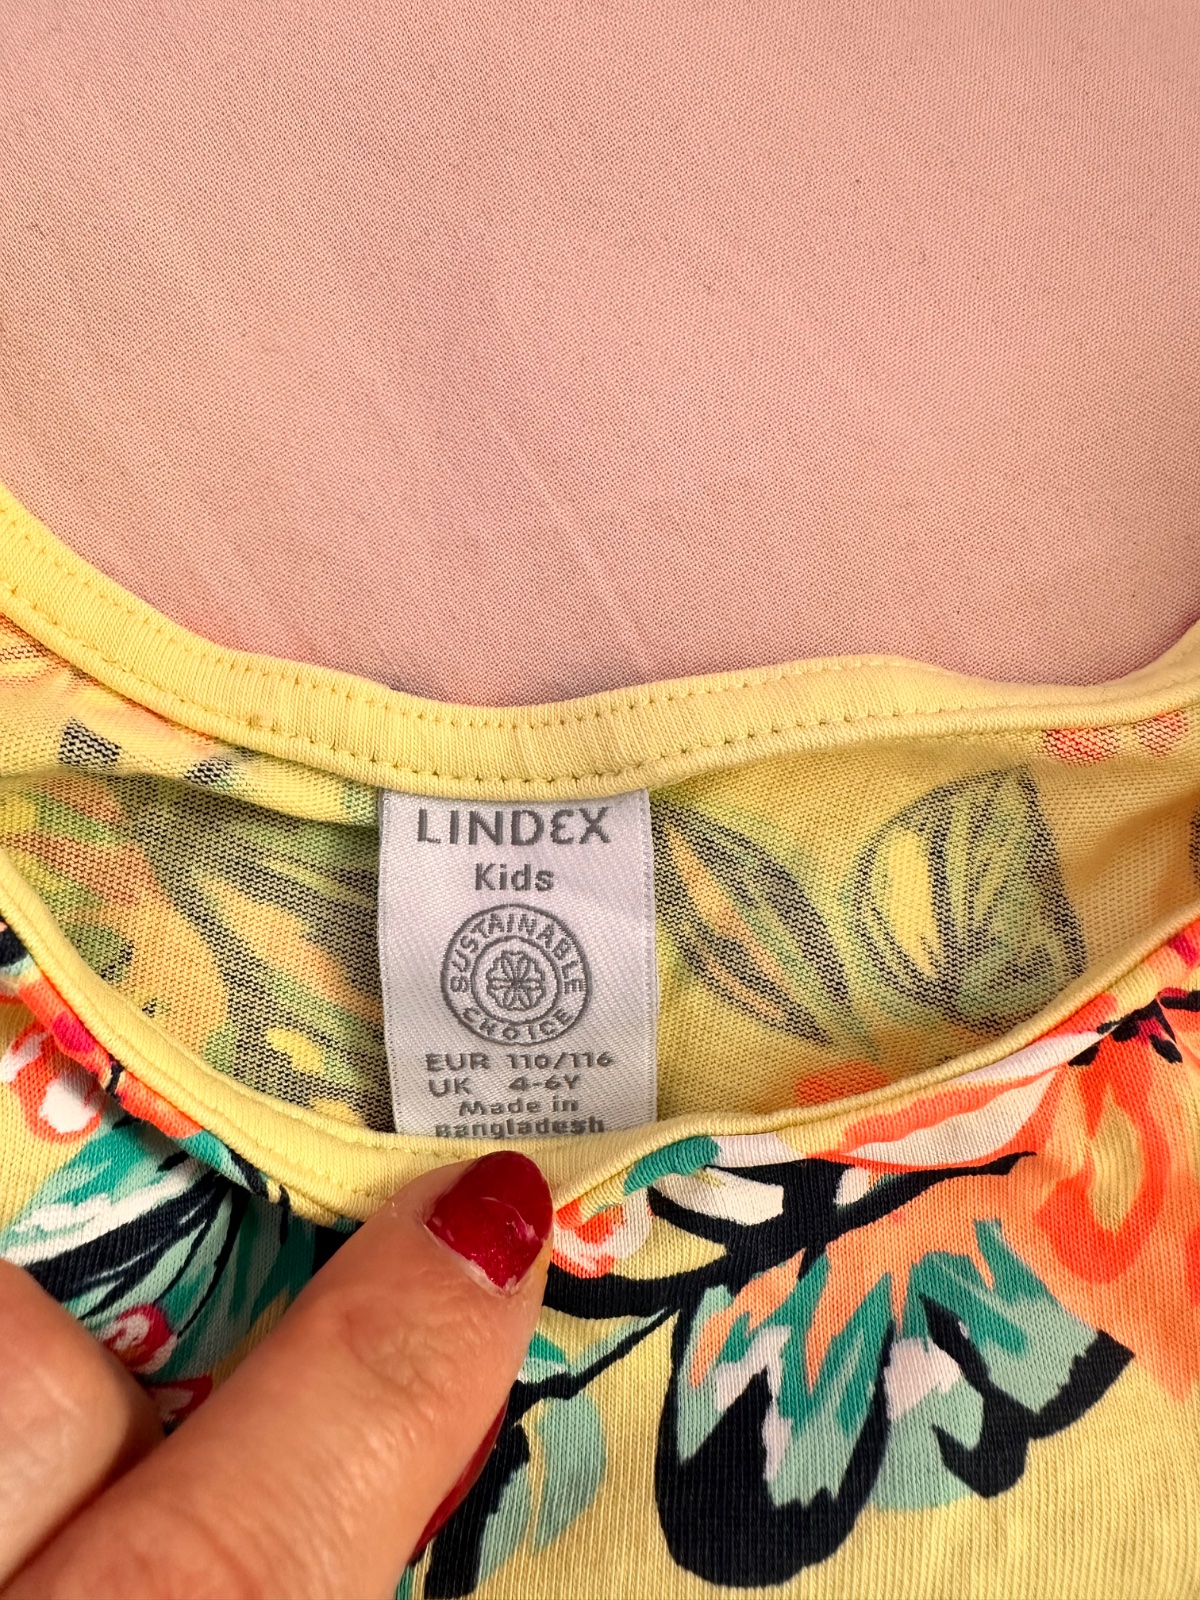 LINDEX
Kids
SUSTAINABLE
CHOICE
EUR 110/116
UK 4-6Y
Made in
Bangladesh